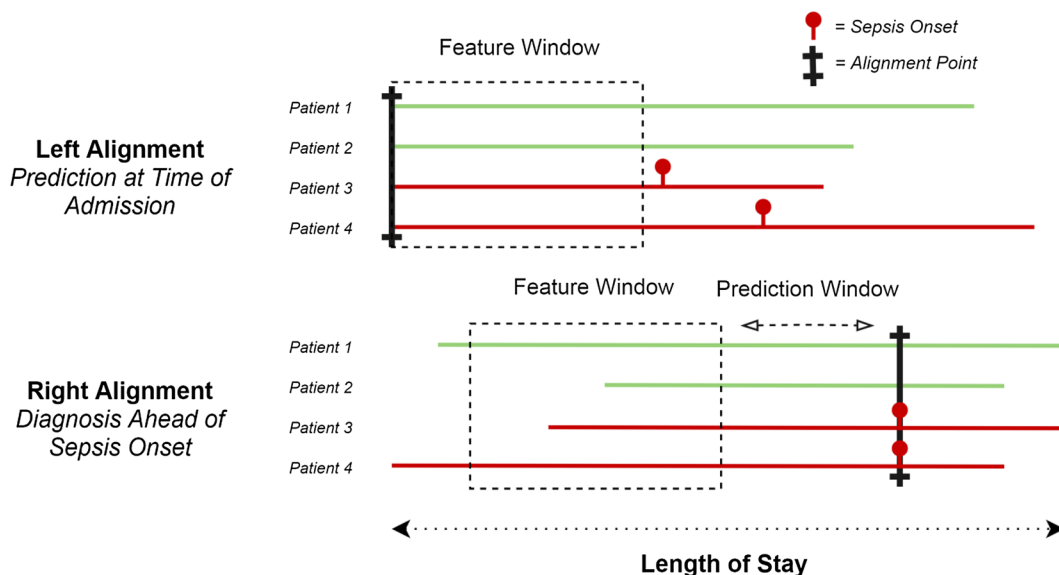 = Sepsis Onset
= Alignment Point
Feature Window
Patient 1
Patient 2
Patient 3
Patient 4
Left Alignment
Prediction at Time of
Admission
Feature Window
Prediction Window
Patient 1
Patient 2
Patient 3
Patient 4
Right Alignment
Diagnosis Ahead of
Sepsis Onset
Length of Stay